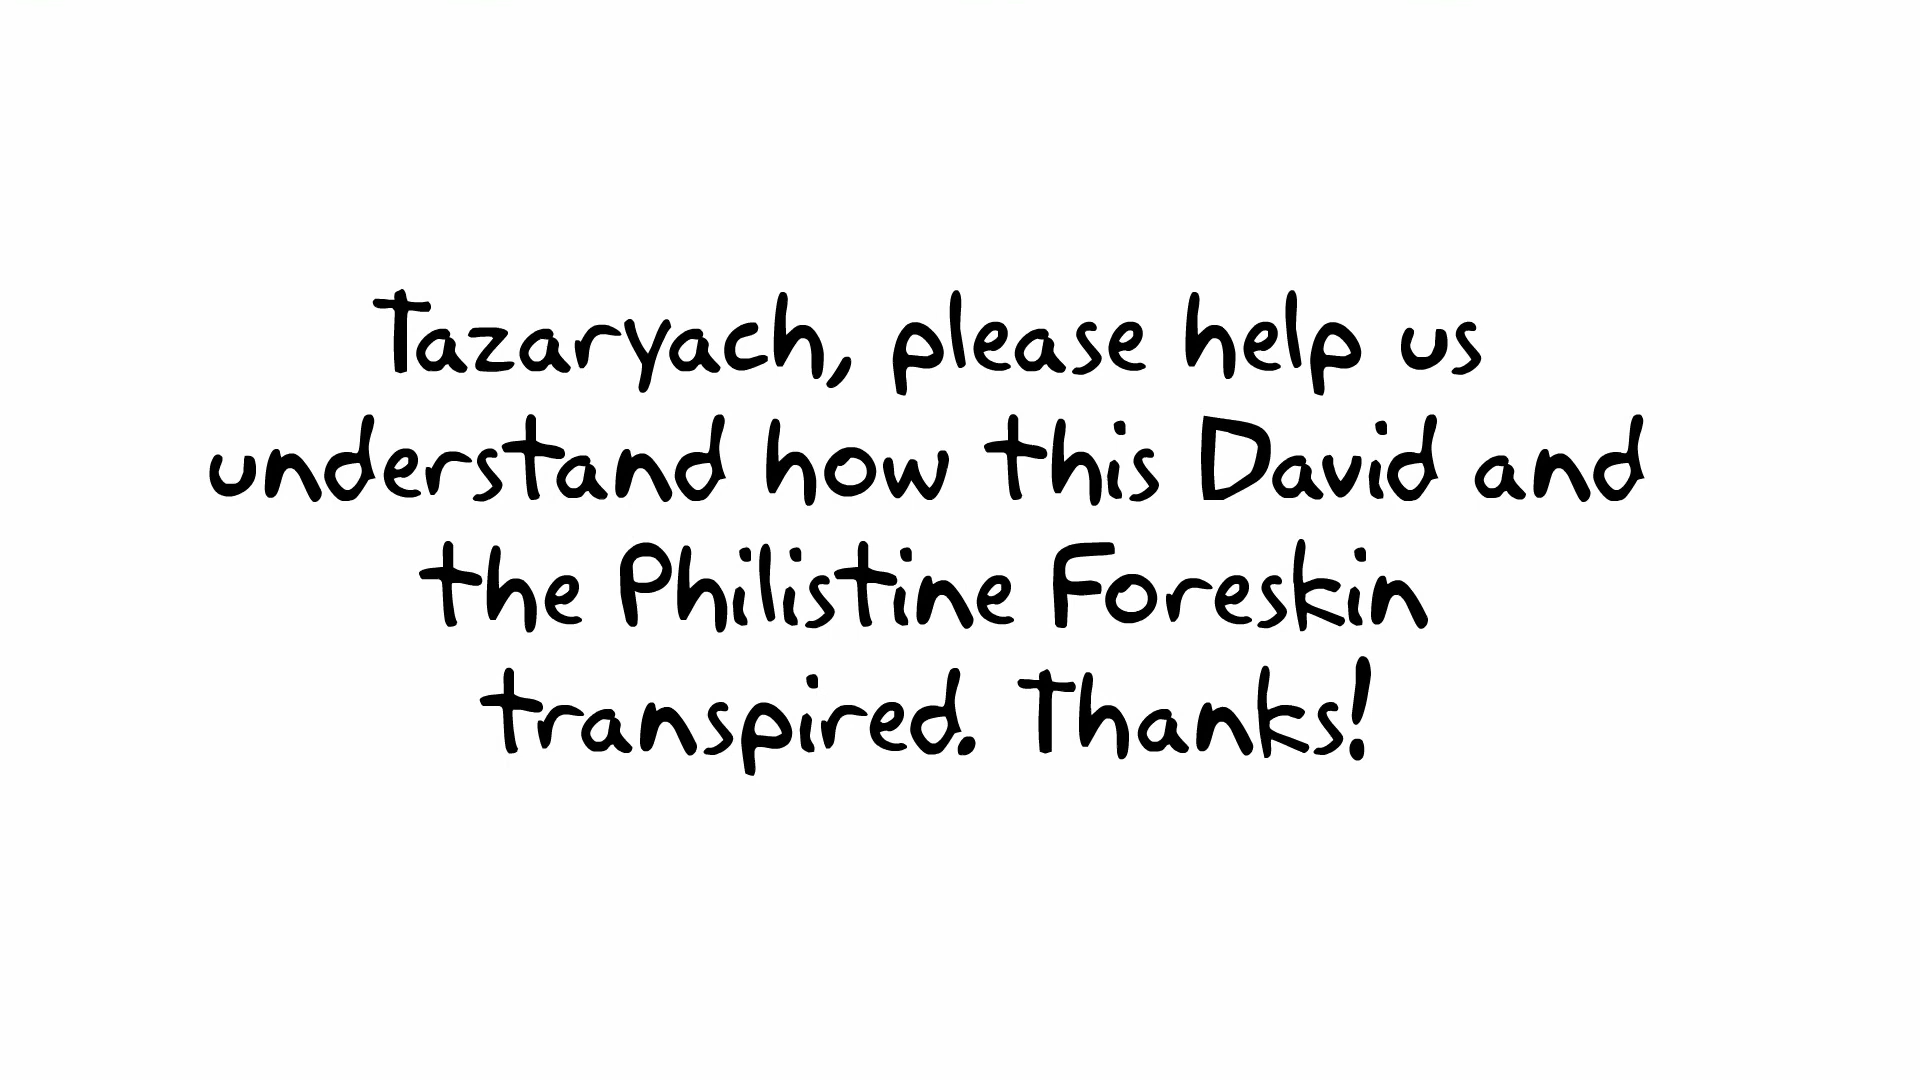 Tazaryach, please help us
understand how this David and
the Philistine Foreskin
transpired. Thanks!